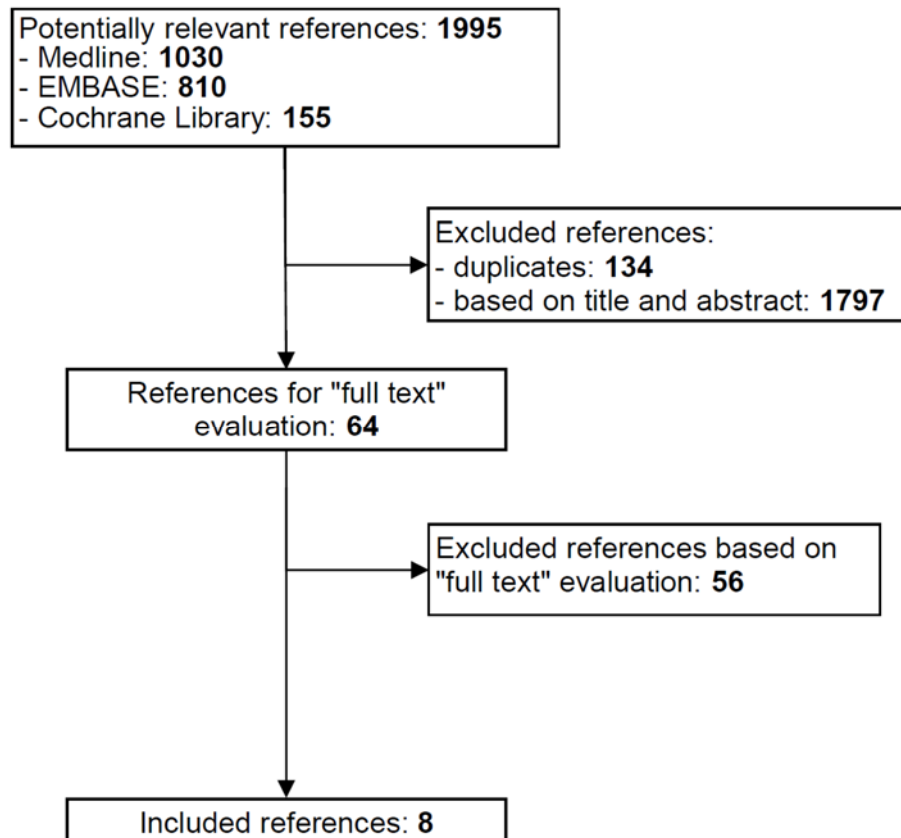 Potentially relevant references: 1995
- Medline: 1030
- EMBASE: 810
- Cochrane Library: 155
Excluded references:
- duplicates: 134
- based on title and abstract: 1797
References for "full text"
evaluation: 64
Excluded references based on
"full text" evaluation: 56
Included references: 8